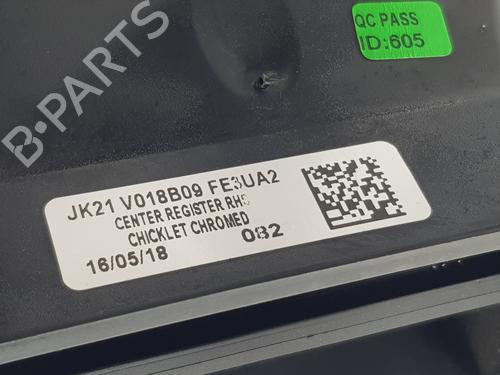 QC PASS
ID:605
B-PARTS
JK21 V018B09 FE3UA2
CENTER REGISTER RHS
CHICKLET CHROMED
16/05/18
082